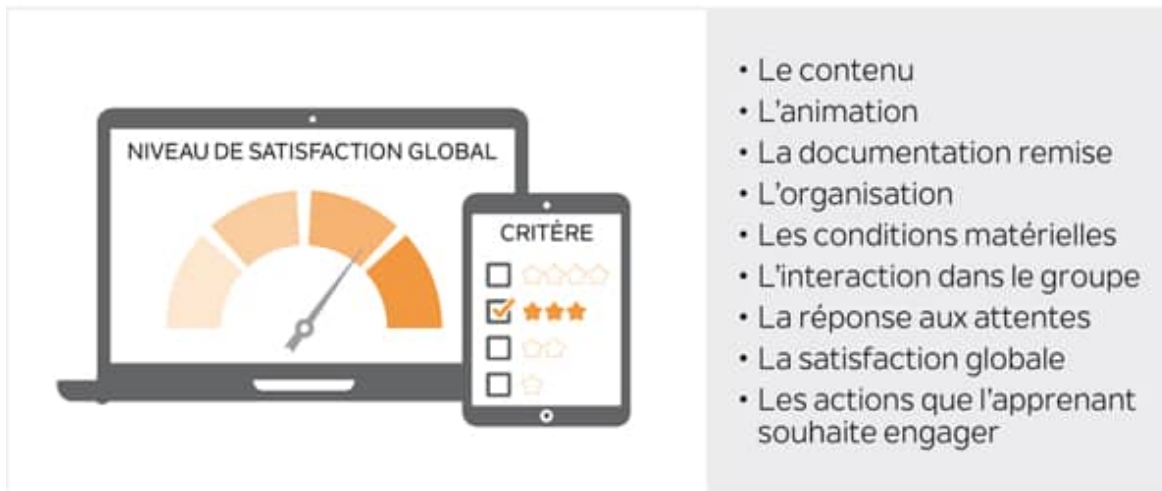 NIVEAU DE SATISFACTION GLOBAL
CRITÈRE
• Le contenu
• L'animation
• La documentation remise
• L'organisation
• Les conditions matérielles
• L'interaction dans le groupe
• La réponse aux attentes
• La satisfaction globale
• Les actions que l'apprenant
souhaite engager